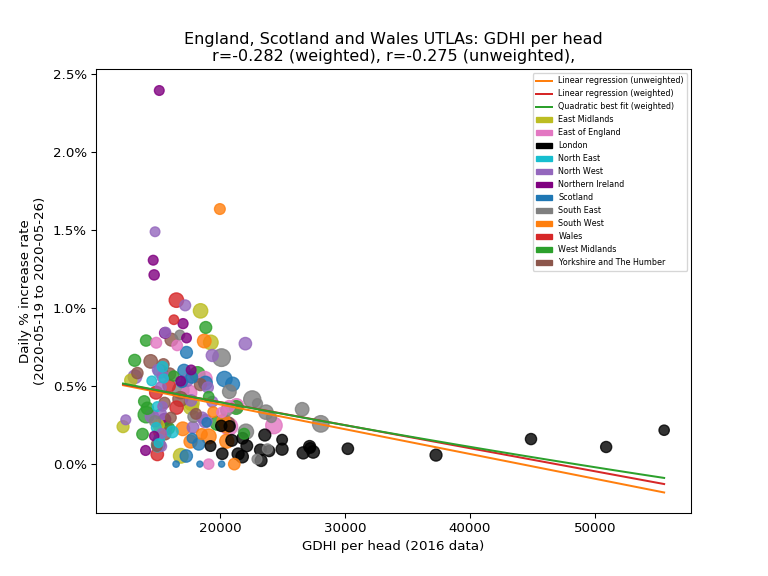 England, Scotland and Wales UTLAs: GDHI per head
r=-0.282 (weighted), r=-0.275 (unweighted),
2.5%
2.0%
1.5%
1.0%
0.5%
0.0%
Daily % increase rate
(2020-05-19 to 2020-05-26)
Linear regression (unweighted)
Linear regression (weighted)
Quadratic best fit (weighted)
East Midlands
East of England
London
North East
North West
Northern Ireland
Scotland
South East
South West
Wales
West Midlands
Yorkshire and The Humber
20000 30000 40000 50000
GDHI per head (2016 data)